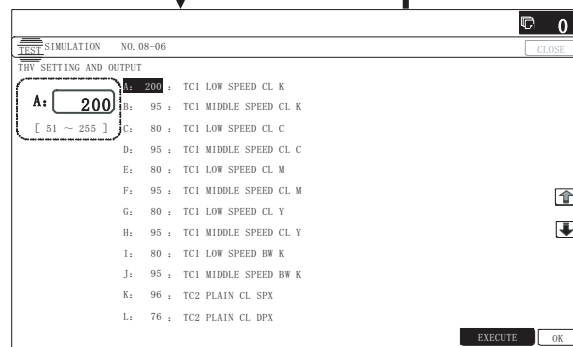 0
TEST SIMULATION NO. 08-06
CLOSE
THV SETTING AND OUTPUT
A: 200
[ 51 ~ 255 ]
A: 200 : TC1 LOW SPEED CL K
B: 95 : TC1 MIDDLE SPEED CL K
C: 80 : TC1 LOW SPEED CL C
D: 95 : TC1 MIDDLE SPEED CL C
E: 80 : TC1 LOW SPEED CL M
F: 95 : TC1 MIDDLE SPEED CL M
G: 80 : TC1 LOW SPEED CL Y
H: 95 : TC1 MIDDLE SPEED CL Y
I: 80 : TC1 LOW SPEED BW K
J: 95 : TC1 MIDDLE SPEED BW K
K: 96 : TC2 PLAIN CL SPX
L: 76 : TC2 PLAIN CL DPX
EXECUTE OK